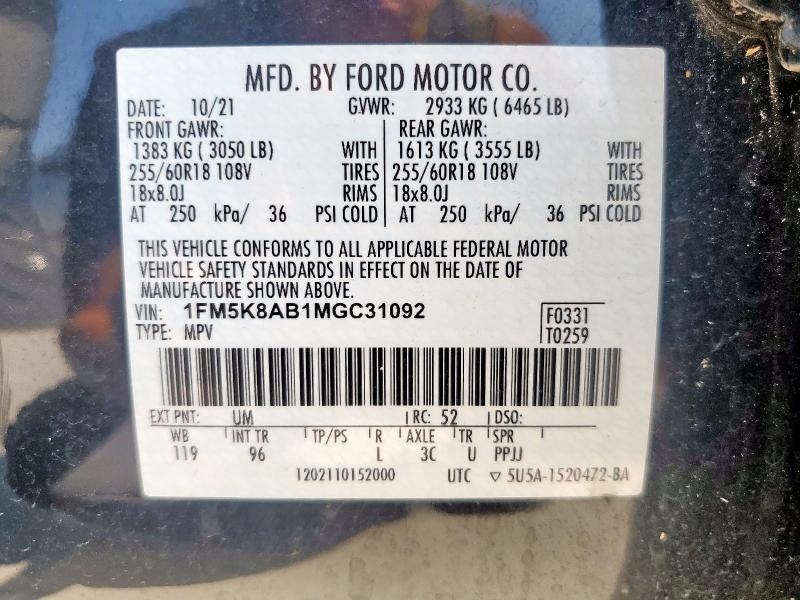 MFD. BY FORD MOTOR CO.
DATE: 10/21 GVWR: 2933 KG ( 6465 LB)
FRONT GAWR: REAR GAWR:
1383 KG ( 3050 LB) WITH 1613 KG ( 3555 LB) WITH
255/60R18 108V TIRES 255/60R18 108V TIRES
18x8.0J RIMS 18x8.0J RIMS
AT 250 kPa/ 36 PSI COLD AT 250 kPa/ 36 PSI COLD
THIS VEHICLE CONFORMS TO ALL APPLICABLE FEDERAL MOTOR
VEHICLE SAFETY STANDARDS IN EFFECT ON THE DATE OF
MANUFACTURE SHOWN ABOVE.
VIN: 1FM5K8AB1MGC31092 F0331
TYPE: MPV T0259
EXT PNT: UM RC: 52 DSO:
WB INT TR TP/PS R AXLE TR SPR
119 96 L 3C U PPJJ
1202110152000 UTC ▽ 5U5A-1520472-BA